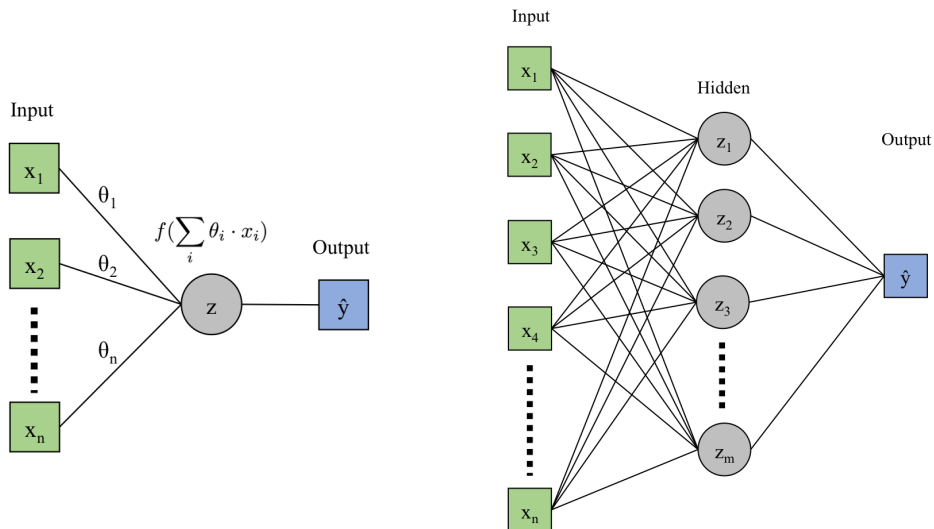 Input
x₁
θ₁
f(∑ᵢ θᵢ · xᵢ)
x₂
θ₂
z
Output
ŷ
θₙ
xₙ
Input
x₁
Hidden
x₂
z₁
x₃
z₂
x₄
z₃
Output
ŷ
zₘ
xₙ